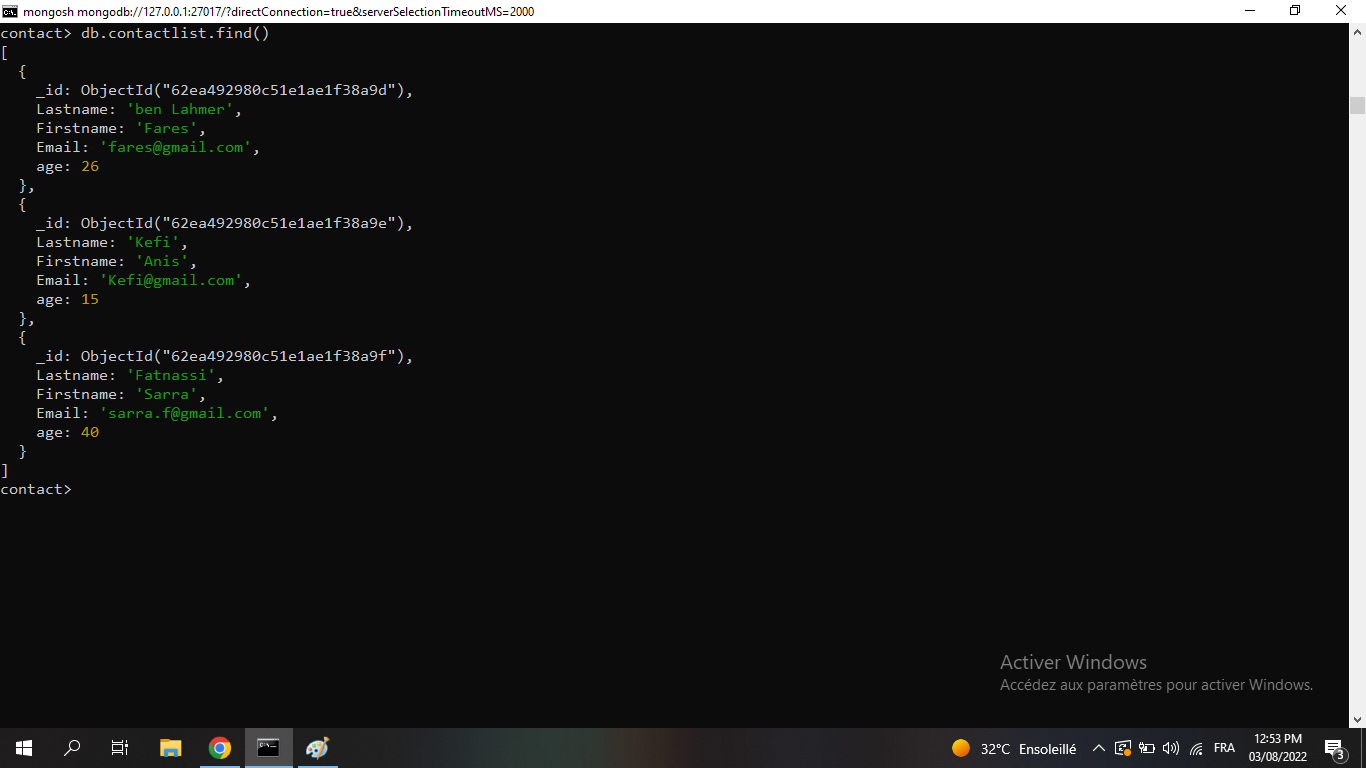 mongosh mongodb://127.0.0.1:27017/?directConnection=true&serverSelectionTimeoutMS=2000
contact> db.contactlist.find()
[
  {
    _id: ObjectId("62ea492980c51e1ae1f38a9d"),
    Lastname: 'ben Lahmer',
    Firstname: 'Fares',
    Email: 'fares@gmail.com',
    age: 26
  },
  {
    _id: ObjectId("62ea492980c51e1ae1f38a9e"),
    Lastname: 'Kefi',
    Firstname: 'Anis',
    Email: 'Kefi@gmail.com',
    age: 15
  },
  {
    _id: ObjectId("62ea492980c51e1ae1f38a9f"),
    Lastname: 'Fatnassi',
    Firstname: 'Sarra',
    Email: 'sarra.f@gmail.com',
    age: 40
  }
]
contact>
Activer Windows
Accédez aux paramètres pour activer Windows.
32°C Ensoleillé
FRA
12:53 PM
03/08/2022
3